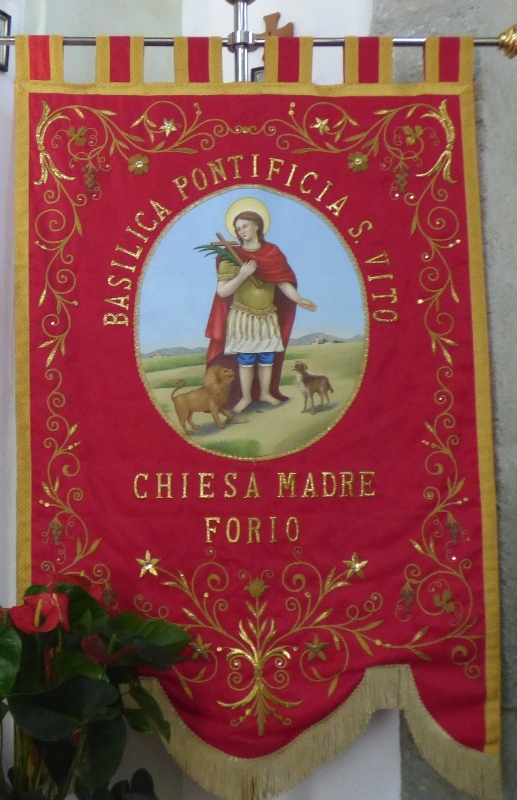 BASILICA PONTIFICIA S. VITO
CHIESA MADRE
FORIO